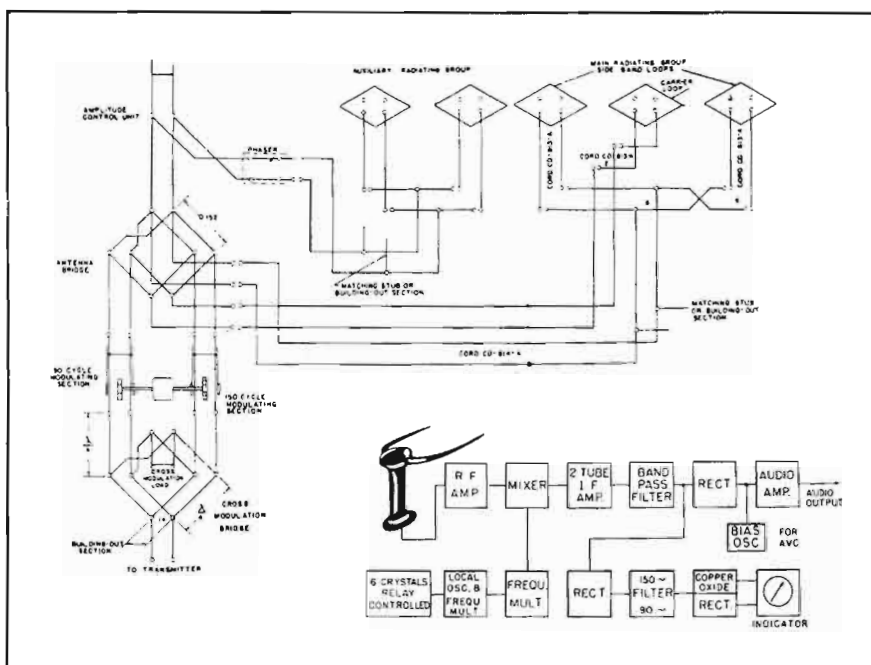 AUXILIARY RADIATING GROUP
MAIN RADIATING GROUP
SIDE BAND LOOPS
CARRIER
LOOP
AMPLITUDE
CONTROL UNIT
PHASER
CORD CO-813-A
CORD
CORD CO-813-A
ANTENNA
BRIDGE
MATCHING STUB OR
BUILDING-OUT SECTION
MATCHING STUB
OR BUILDING-OUT
SECTION
90 CYCLE
MODULATING
SECTION
150 CYCLE
MODULATING
SECTION
CORD CO-814-A
CROSS
MODULATION
LOAD
CROSS
MODULATION
BRIDGE
BUILDING-OUT
SECTION
TO TRANSMITTER
R F
AMP.
MIXER
2 TUBE
I F
AMP.
BAND
PASS
FILTER
RECT
AUDIO
AMP.
AUDIO
OUTPUT
BIAS
OSC
FOR
AVC
6 CRYSTALS
RELAY
CONTROLLED
LOCAL
OSC. &
FREQU
MULT
FREQU.
MULT
RECT.
150 ~
FILTER
90 ~
COPPER
OXIDE
RECT.
INDICATOR